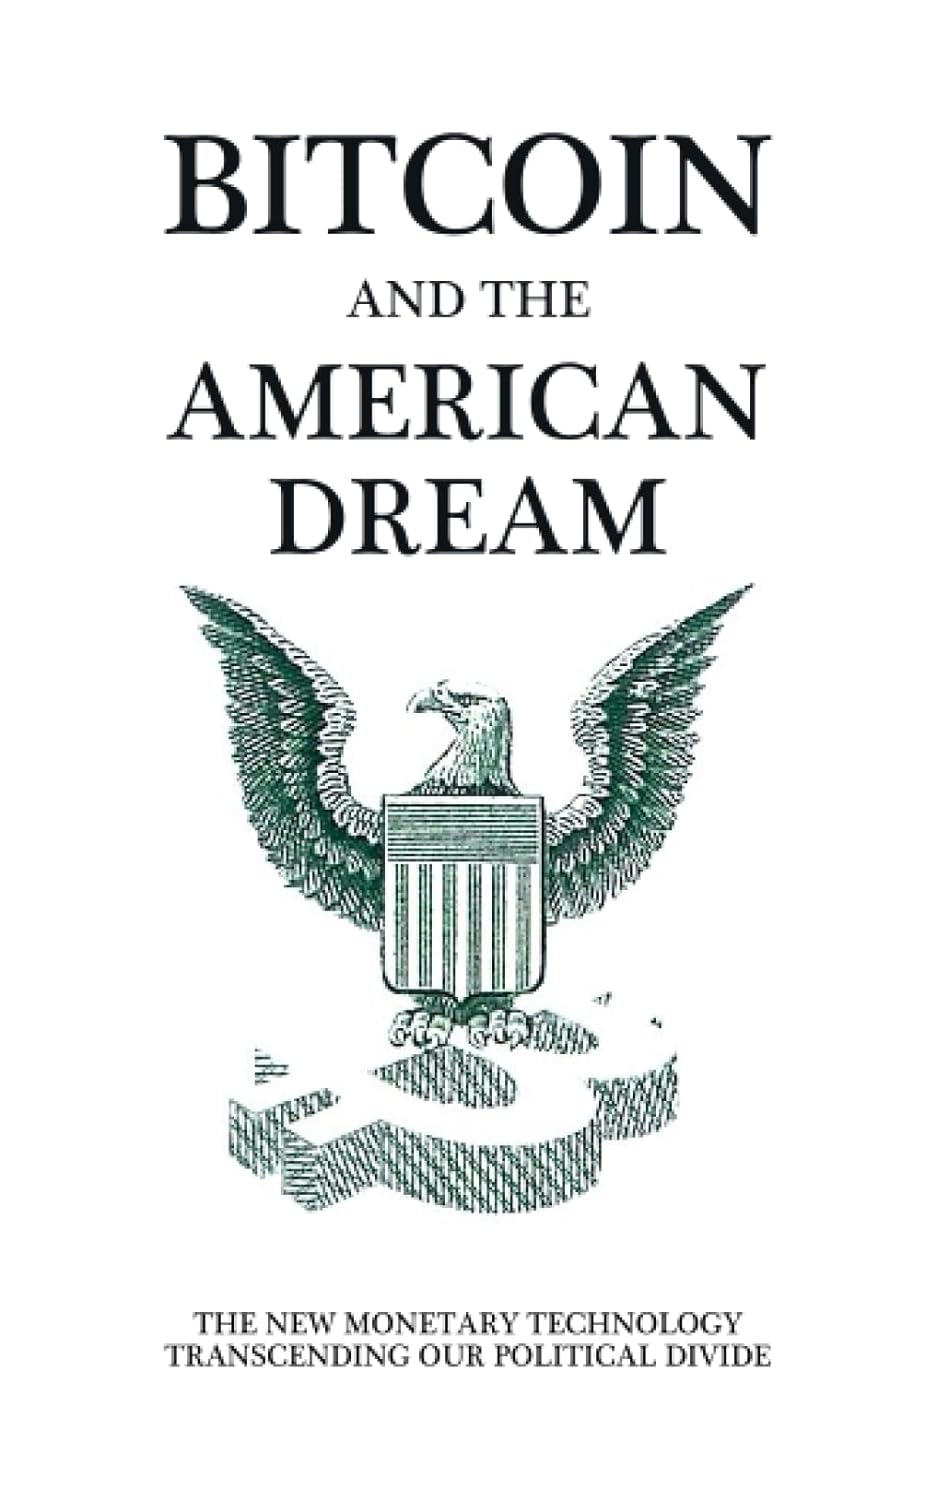 BITCOIN
AND THE
AMERICAN
DREAM
THE NEW MONETARY TECHNOLOGY
TRANSCENDING OUR POLITICAL DIVIDE